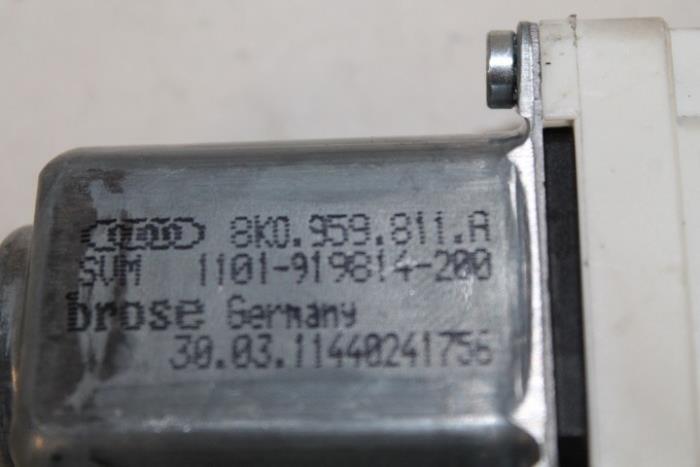 8K0.959.811.A
SVM 1101-919814-200
brose Germany
30.03.11440241756